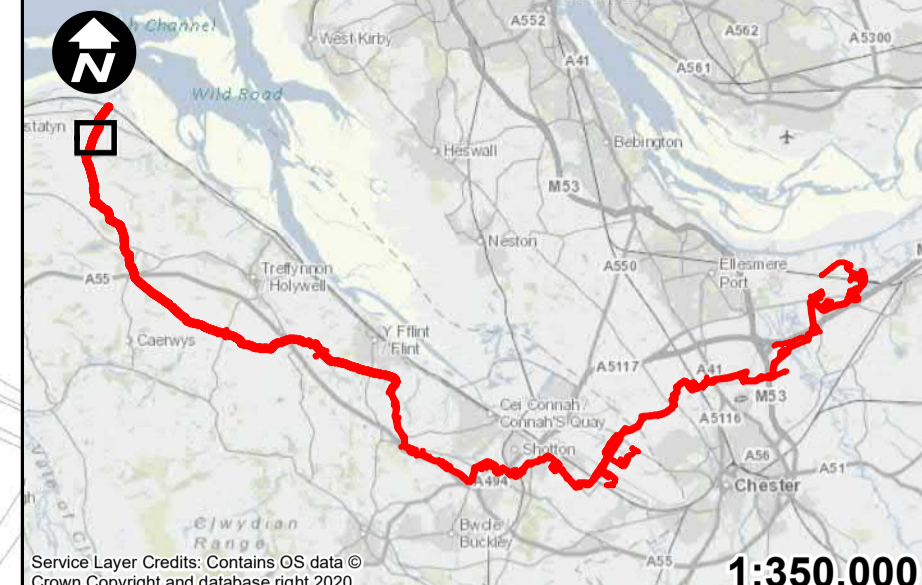 N
h Channel
A552
A562
A5300
West Kirby
A41
A561
Wild Road
statyn
Heswall
Bebington
M53
Neston
A550
Treffynnon
/Holywell
Ellesmere
Port
A55
Caerwys
Y Fflint
/ Flint
A5117
A41
M53
Cei Connah/
Connah'S Quay
A5116
Shotton
A56
A51
A494
Chester
Clwydian
Range
Bwcle/
Buckley
A55
Service Layer Credits: Contains OS data ©
Crown Copyright and database right 2020
1:350,000